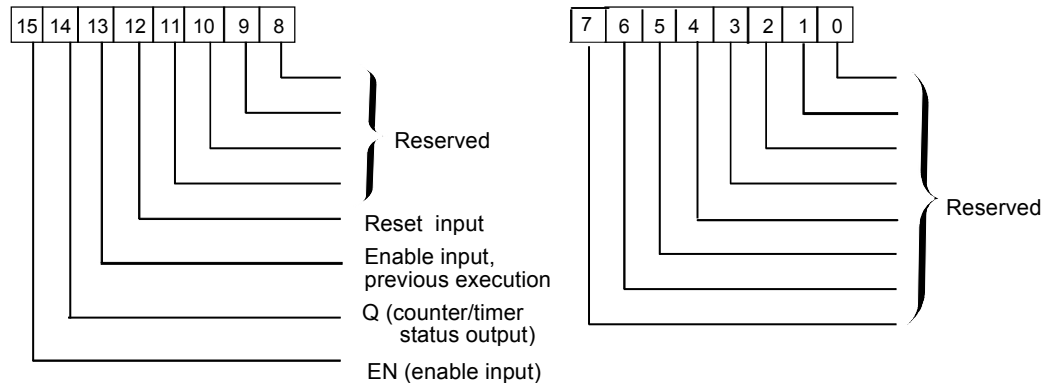 15 14 13 12 11 10 9 8
7 6 5 4 3 2 1 0
Reserved
Reset input
Enable input,
previous execution
Q (counter/timer
status output)
EN (enable input)
Reserved